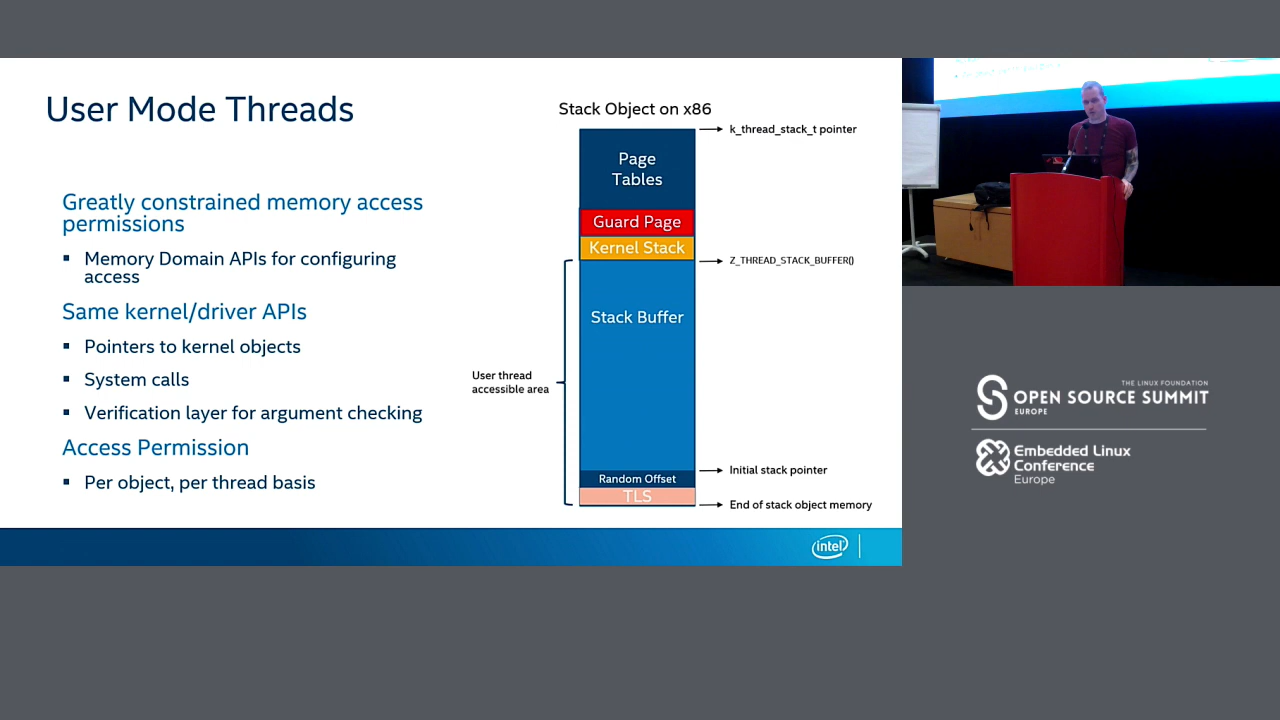 User Mode Threads
Greatly constrained memory access
permissions
Memory Domain APIs for configuring
access
Same kernel/driver APIs
Pointers to kernel objects
System calls
Verification layer for argument checking
Access Permission
Per object, per thread basis
Stack Object on x86
k_thread_stack_t pointer
Page
Tables
Guard Page
Kernel Stack
Z_THREAD_STACK_BUFFER()
Stack Buffer
User thread
accessible area
Initial stack pointer
Random Offset
TLS
End of stack object memory
intel
THE LINUX FOUNDATION
OPEN SOURCE SUMMIT
EUROPE
Embedded Linux
Conference
Europe